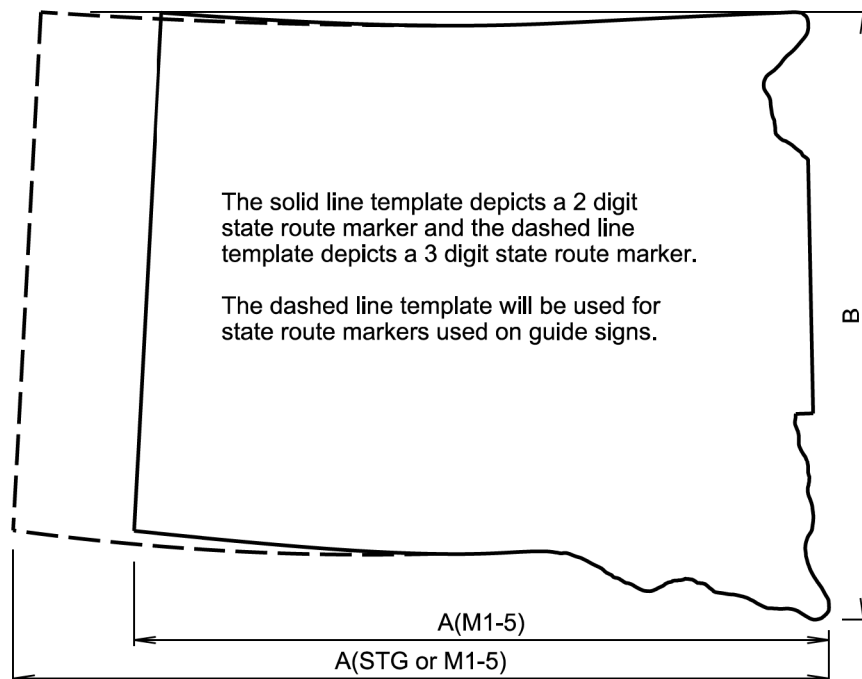 The solid line template depicts a 2 digit
state route marker and the dashed line
template depicts a 3 digit state route marker.
The dashed line template will be used for
state route markers used on guide signs.
B
A(M1-5)
A(STG or M1-5)